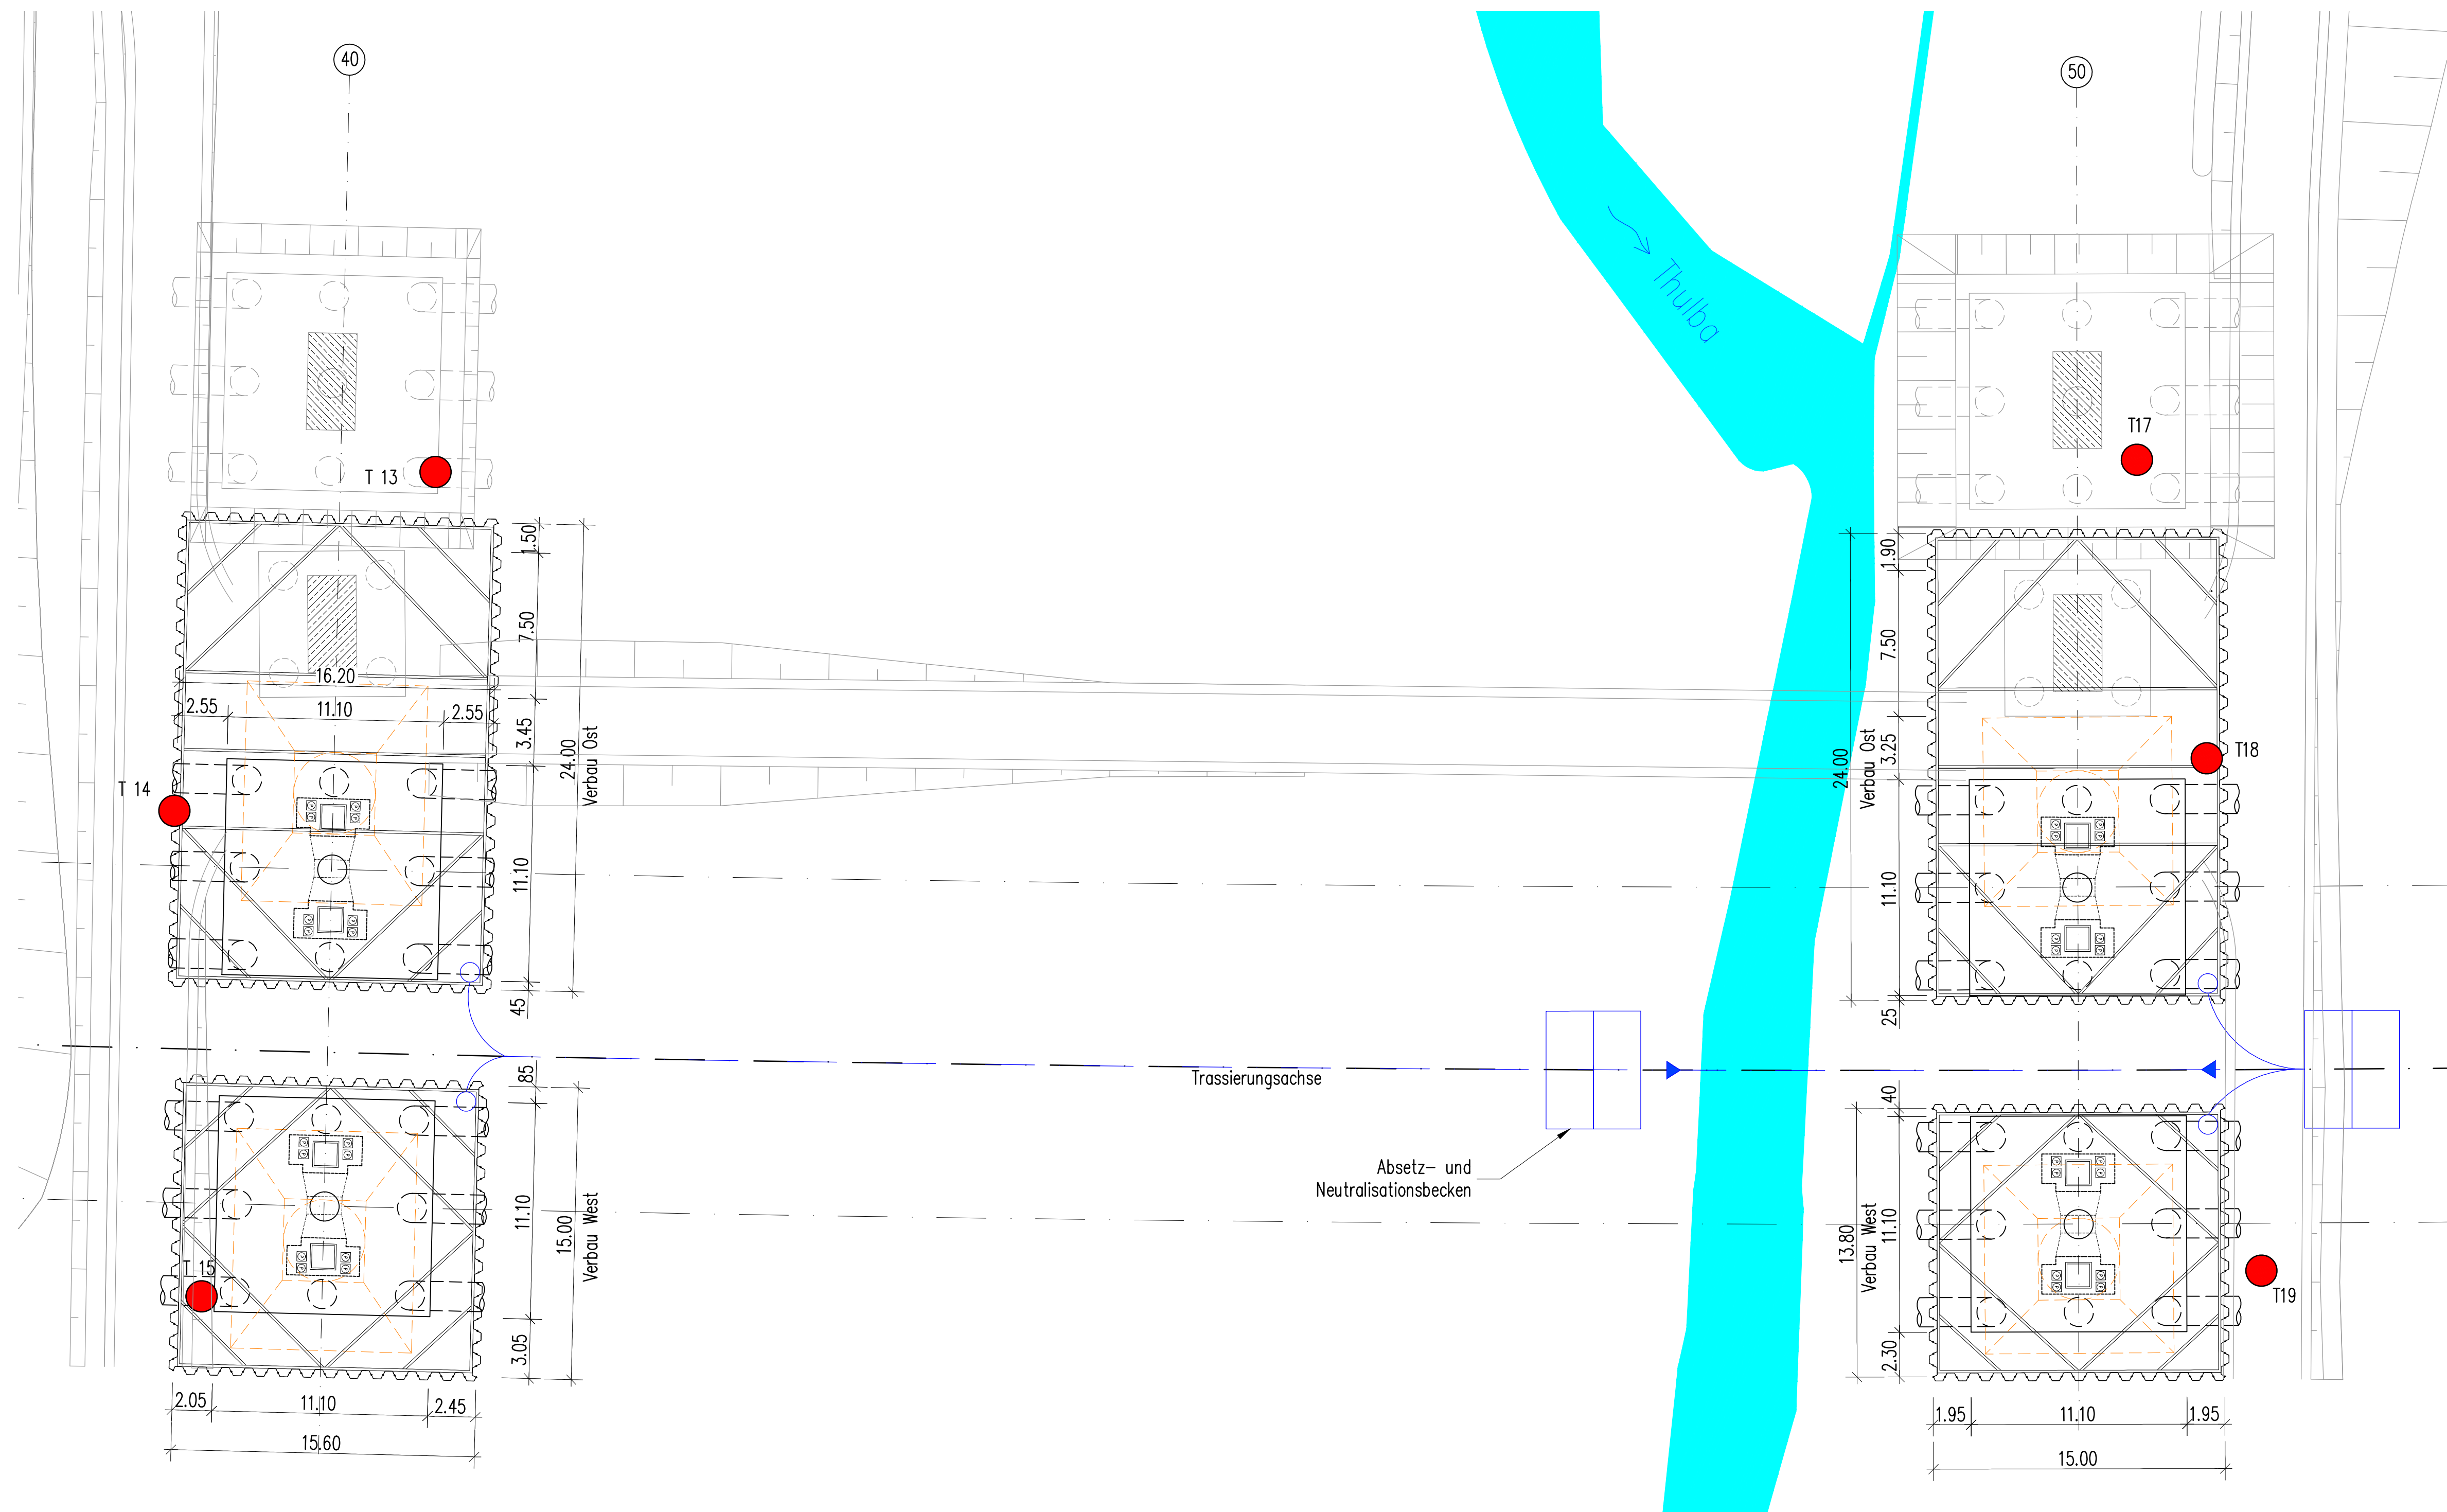 40
50
Thulba
T17
T 13
1.50
7.50
16.20
2.55
11.10
2.55
3.45
24.00
Verbau Ost
T 14
11.10
45
1.90
7.50
3.25
24.00
Verbau Ost
T18
11.10
25
Trassierungsachse
Absetz- und
Neutralisationsbecken
85
11.10
15.00
Verbau West
T 15
3.05
2.05
11.10
2.45
15.60
40
11.10
13.80
Verbau West
T19
2.30
1.95
11.10
1.95
15.00